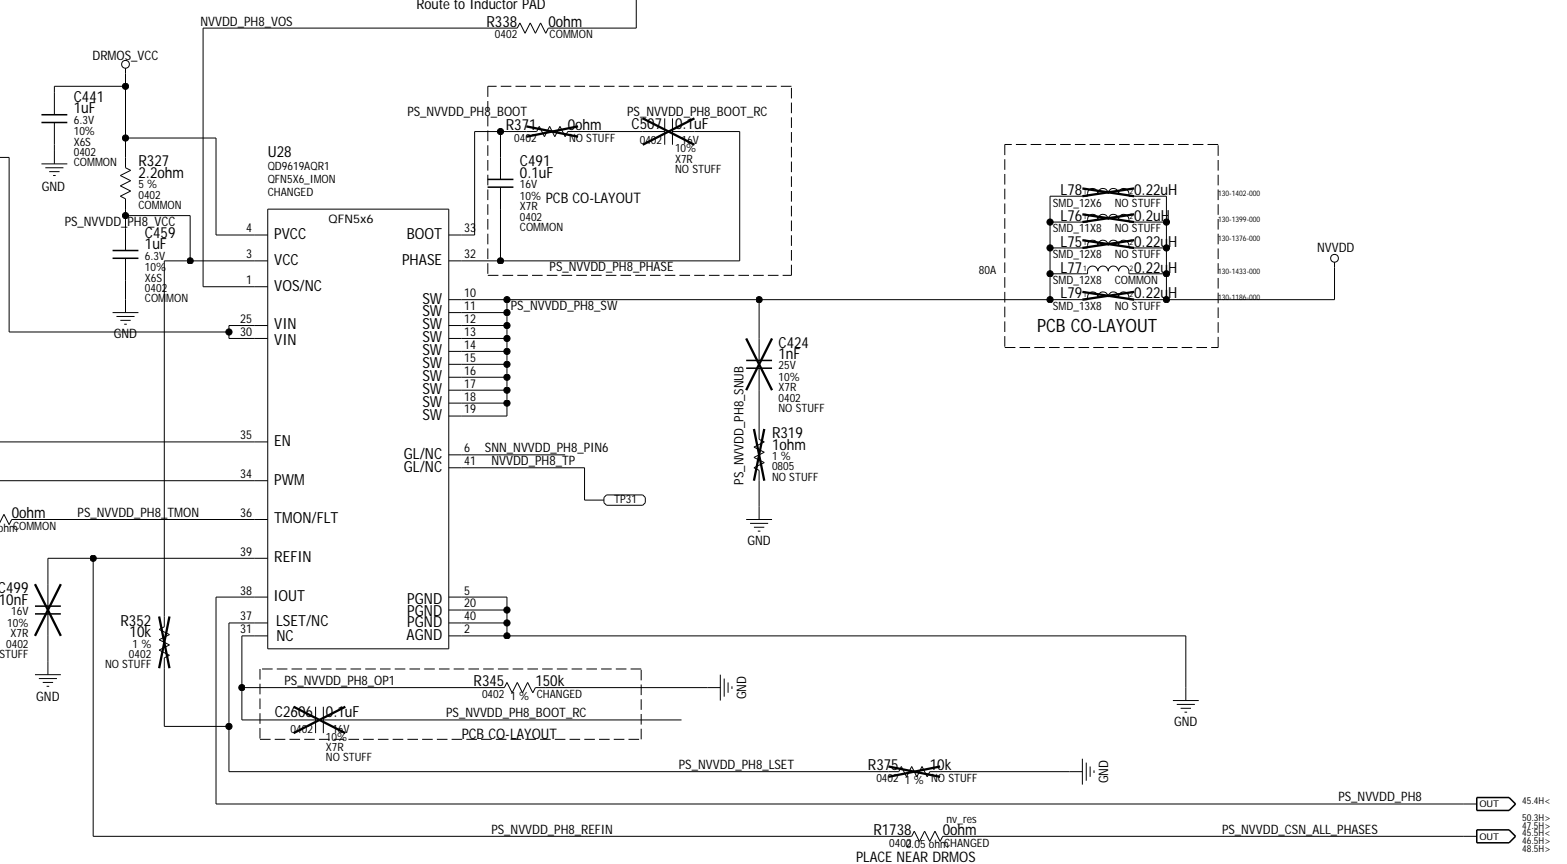 Route to Inductor PAD
NVVDD_PH8_VOS
R338
0ohm
0402
COMMON
DRMOS_VCC
C441
1uF
6.3V
10%
X6S
0402
COMMON
GND
R327
2.2ohm
5 %
0402
COMMON
PS_NVVDD_PH8_VCC
C459
1uF
6.3V
10%
X6S
0402
COMMON
GND
U28
QD9619AQR1
QFN5X6_IMON
CHANGED
QFN5x6
4
PVCC
3
VCC
1
VOS/NC
25
VIN
30
VIN
35
EN
34
PWM
36
TMON/FLT
39
REFIN
38
IOUT
37
LSET/NC
31
NC
BOOT
33
PHASE
32
SW
10
SW
11
SW
12
SW
13
SW
14
SW
15
SW
16
SW
17
SW
18
SW
19
GL/NC
6
GL/NC
41
PGND
5
PGND
20
PGND
40
AGND
2
PS_NVVDD_PH8_BOOT
R371
0ohm
0402
NO STUFF
PS_NVVDD_PH8_BOOT_RC
C507
0.1uF
0402
16V
10%
X7R
NO STUFF
C491
0.1uF
16V
10%
X7R
0402
COMMON
PCB CO-LAYOUT
PS_NVVDD_PH8_PHASE
PS_NVVDD_PH8_SW
C424
1nF
25V
10%
X7R
0402
NO STUFF
PS_NVVDD_PH8_SNUB
R319
1ohm
1 %
0805
NO STUFF
GND
SNN_NVVDD_PH8_PIN6
NVVDD_PH8_TP
TP31
80A
L78
0.22uH
SMD_12X6
NO STUFF
130-1402-000
L76
0.2uH
SMD_11X8
NO STUFF
130-1399-000
L75
0.22uH
SMD_12X8
NO STUFF
130-1376-000
L77
0.22uH
SMD_12X8
COMMON
130-1433-000
L79
0.22uH
SMD_13X8
NO STUFF
130-1186-000
PCB CO-LAYOUT
NVVDD
0ohm
COMMON
PS_NVVDD_PH8_TMON
C499
10nF
16V
10%
X7R
0402
STUFF
GND
R352
10k
1 %
0402
NO STUFF
PS_NVVDD_PH8_OP1
R345
150k
0402
1 %
CHANGED
GND
C2606
0.1uF
0402
16V
10%
X7R
NO STUFF
PS_NVVDD_PH8_BOOT_RC
PCB CO-LAYOUT
GND
PS_NVVDD_PH8_LSET
R375
10k
0402
1 %
NO STUFF
GND
PS_NVVDD_PH8
OUT
45.4H<
PS_NVVDD_PH8_REFIN
nv_res
R1738
0ohm
0402
0.05 ohm
CHANGED
PLACE NEAR DRMOS
PS_NVVDD_CSN_ALL_PHASES
OUT
50.3H>
47.5H>
45.5H<
46.5H>
48.5H>